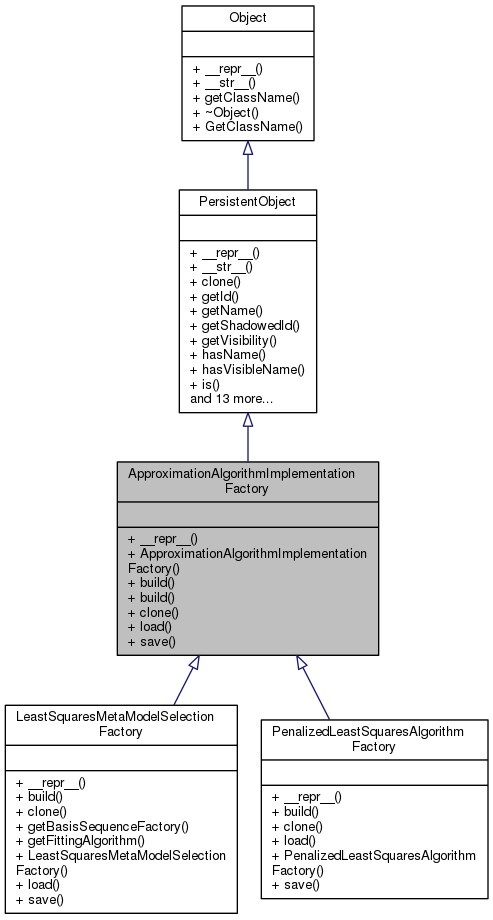 Object
+ __repr__()
+ __str__()
+ getClassName()
+ ~Object()
+ GetClassName()
PersistentObject
+ __repr__()
+ __str__()
+ clone()
+ getId()
+ getName()
+ getShadowedId()
+ getVisibility()
+ hasName()
+ hasVisibleName()
+ is()
and 13 more...
ApproximationAlgorithmImplementation
Factory
+ __repr__()
+ ApproximationAlgorithmImplementation
Factory()
+ build()
+ build()
+ clone()
+ load()
+ save()
LeastSquaresMetaModelSelection
Factory
+ __repr__()
+ build()
+ clone()
+ getBasisSequenceFactory()
+ getFittingAlgorithm()
+ LeastSquaresMetaModelSelection
Factory()
+ load()
+ save()
PenalizedLeastSquaresAlgorithm
Factory
+ __repr__()
+ build()
+ clone()
+ load()
+ PenalizedLeastSquaresAlgorithm
Factory()
+ save()